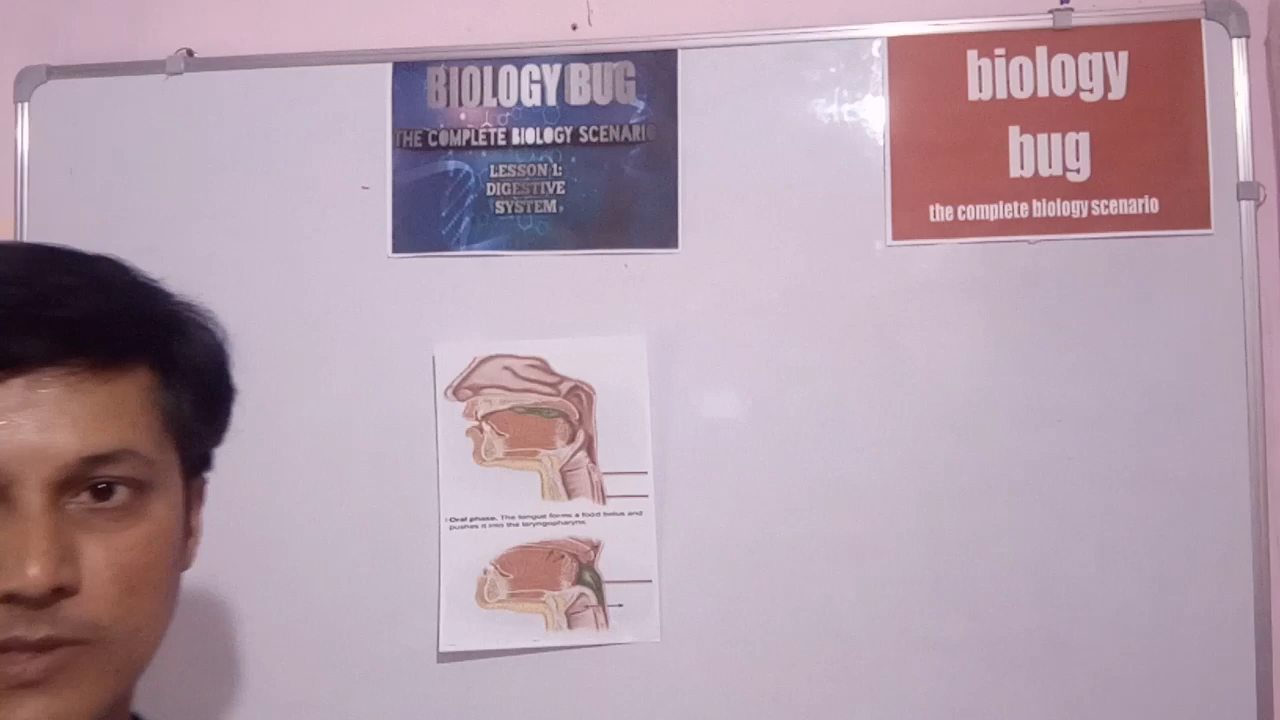 BIOLOGY BUG
THE COMPLETE BIOLOGY SCENARIO
LESSON 1:
DIGESTIVE
SYSTEM
biology
bug
the complete biology scenario
Oral phase. The tongue forms a food bolus and
pushes it into the laryngopharynx.